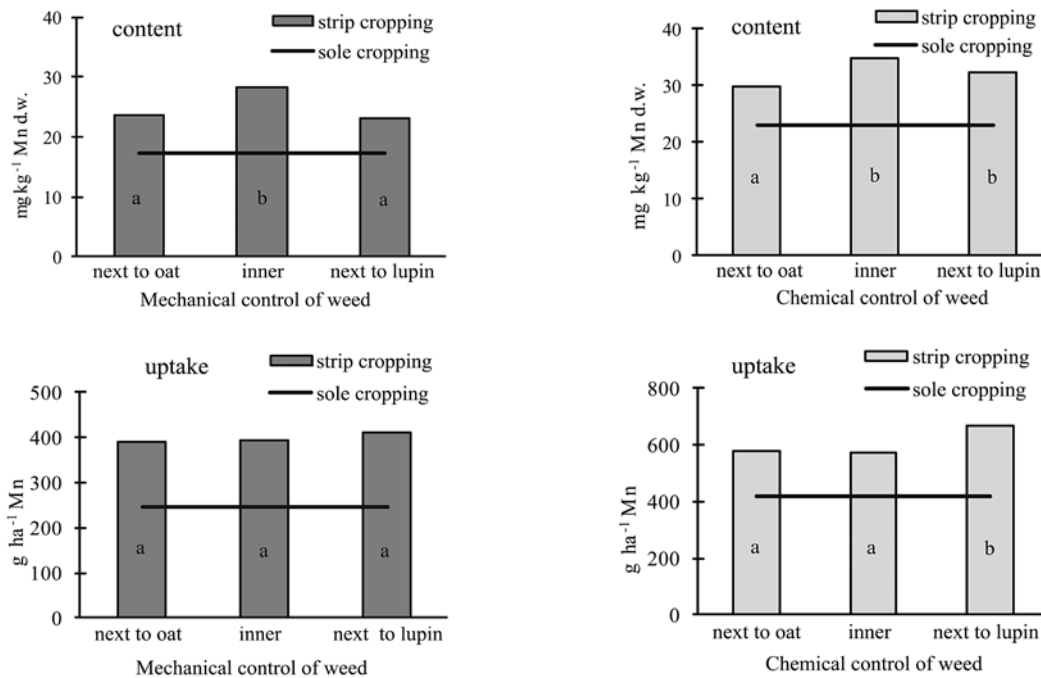 content
strip cropping
sole cropping
40
30
20
10
0
mg kg⁻¹ Mn d.w.
a b a
next to oat inner next to lupin
Mechanical control of weed
content
strip cropping
sole cropping
40
30
20
10
0
mg kg⁻¹ Mn d.w.
a b b
next to oat inner next to lupin
Chemical control of weed
uptake
strip cropping
sole cropping
500
400
300
200
100
0
g ha⁻¹ Mn
a a a
next to oat inner next to lupin
Mechanical control of weed
uptake
strip cropping
sole cropping
800
600
400
200
0
g ha⁻¹ Mn
a a b
next to oat inner next to lupin
Chemical control of weed